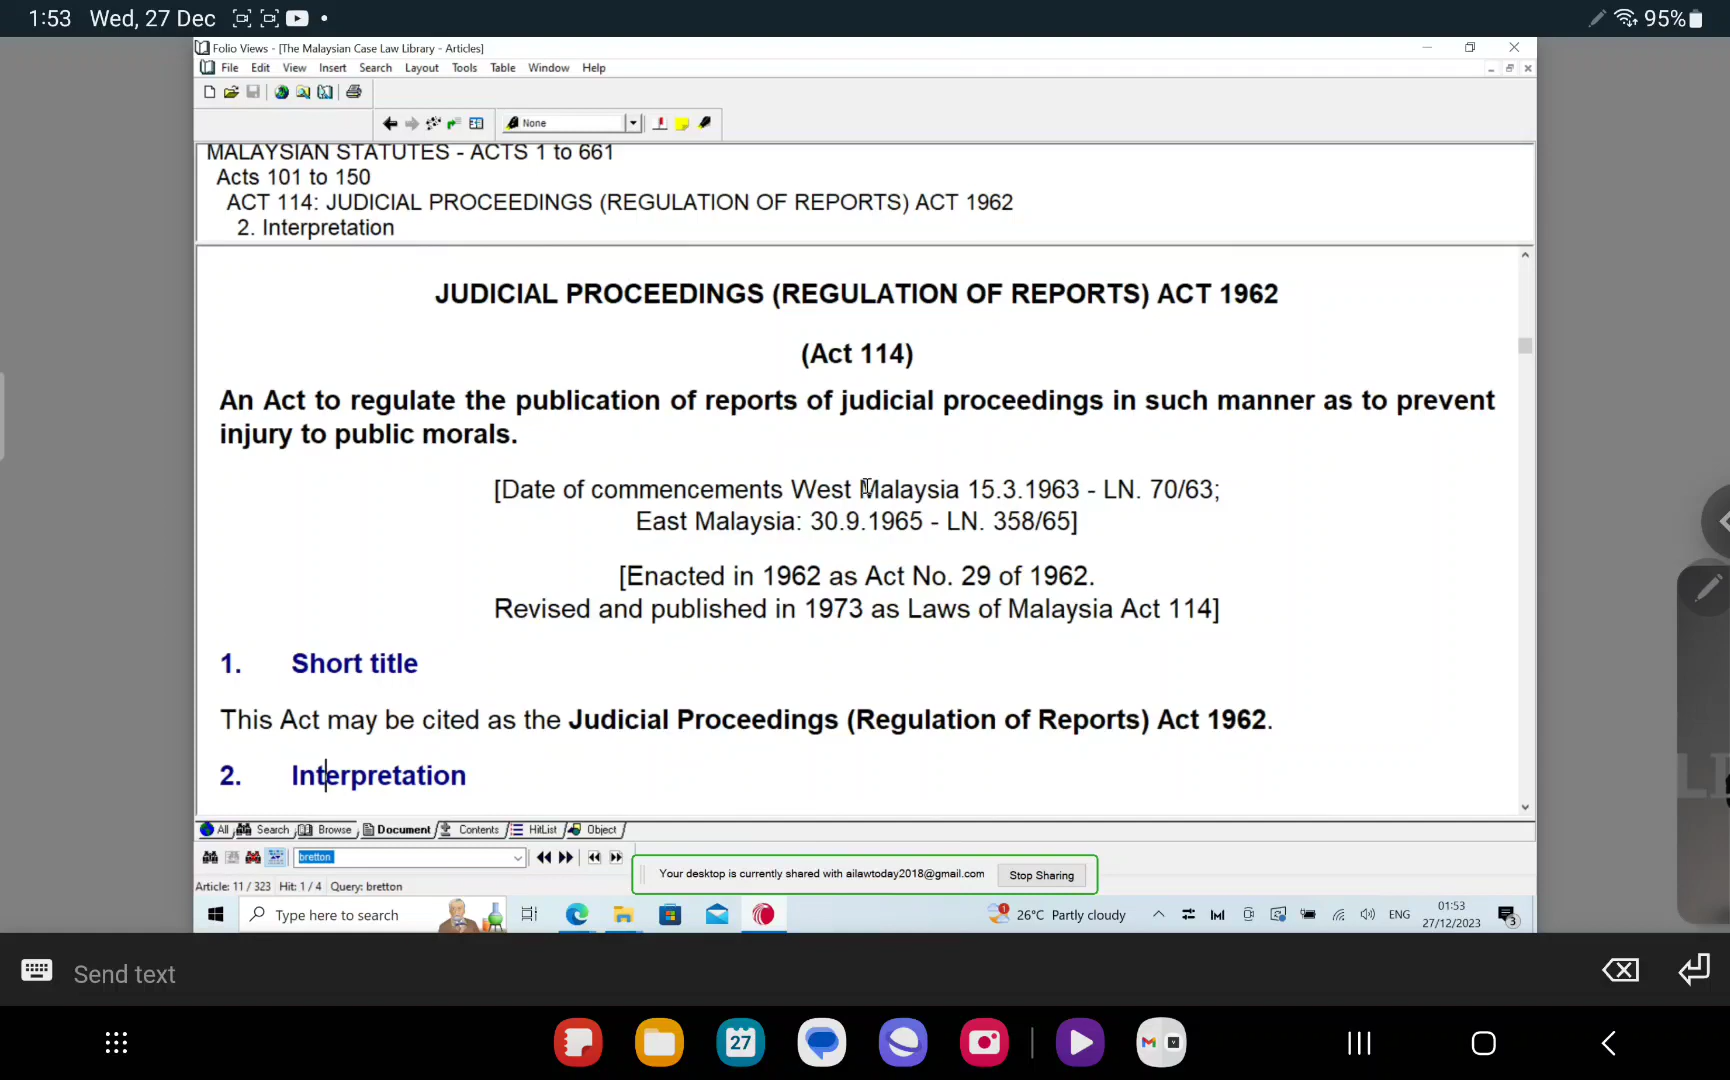 1:53 Wed, 27 Dec
95%
Folio Views - [The Malaysian Case Law Library - Articles]
File Edit View Insert Search Layout Tools Table Window Help
None
MALAYSIAN STATUTES - ACTS 1 to 661
Acts 101 to 150
ACT 114: JUDICIAL PROCEEDINGS (REGULATION OF REPORTS) ACT 1962
2. Interpretation
JUDICIAL PROCEEDINGS (REGULATION OF REPORTS) ACT 1962
(Act 114)
An Act to regulate the publication of reports of judicial proceedings in such manner as to prevent
injury to public morals.
[Date of commencements West Malaysia 15.3.1963 - LN. 70/63;
East Malaysia: 30.9.1965 - LN. 358/65]
[Enacted in 1962 as Act No. 29 of 1962.
Revised and published in 1973 as Laws of Malaysia Act 114]
1. Short title
This Act may be cited as the Judicial Proceedings (Regulation of Reports) Act 1962.
2. Interpretation
All Search Browse Document Contents HitList Object
bretton
Your desktop is currently shared with ailawtoday2018@gmail.com Stop Sharing
Article: 11 / 323 Hit: 1 / 4 Query: bretton
Type here to search
1
26°C Partly cloudy
ENG
01:53
27/12/2023
3
Send text
27